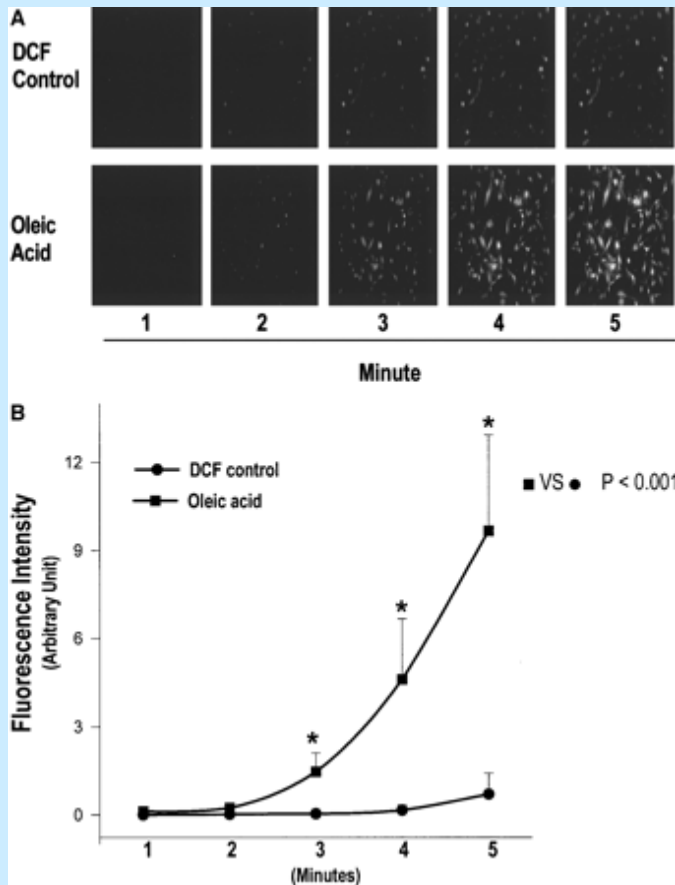 A
DCF
Control
Oleic
Acid
1 2 3 4 5
Minute
B
Fluorescence Intensity
(Arbitrary Unit)
12
9
6
3
0
DCF control
Oleic acid
* * *
■ VS ● P < 0.001
1 2 3 4 5
(Minutes)